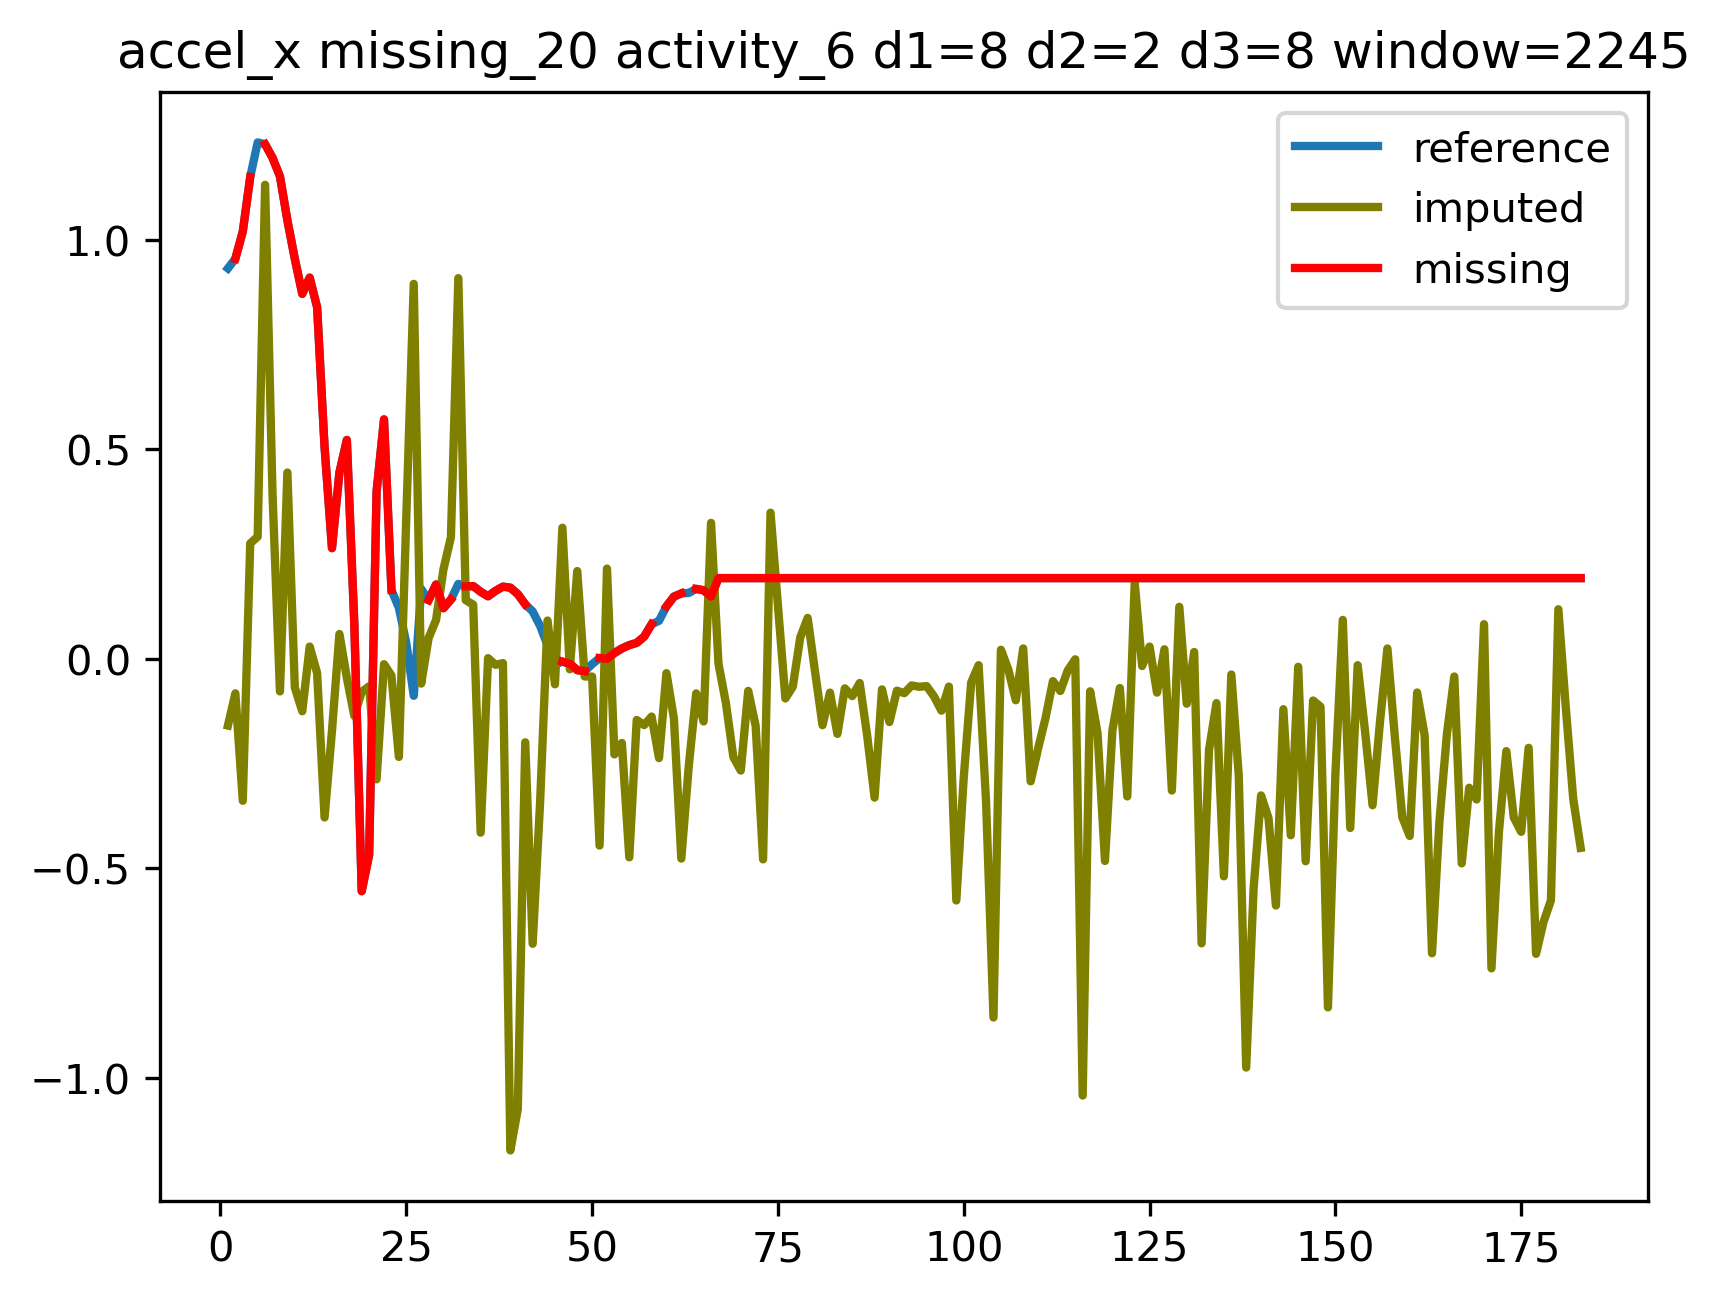 accel_x missing_20 activity_6 d1=8 d2=2 d3=8 window=2245
reference
imputed
missing
1.0
0.5
0.0
−0.5
−1.0
0 25 50 75 100 125 150 175